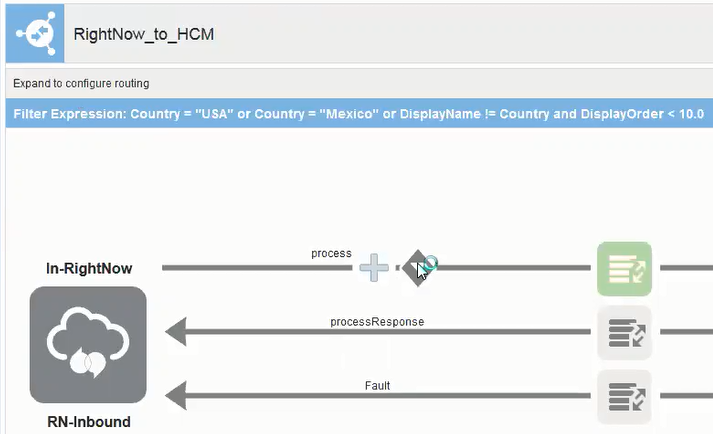 RightNow_to_HCM
Expand to configure routing
Filter Expression: Country = "USA" or Country = "Mexico" or DisplayName != Country and DisplayOrder < 10.0
process
In-RightNow
processResponse
Fault
RN-Inbound